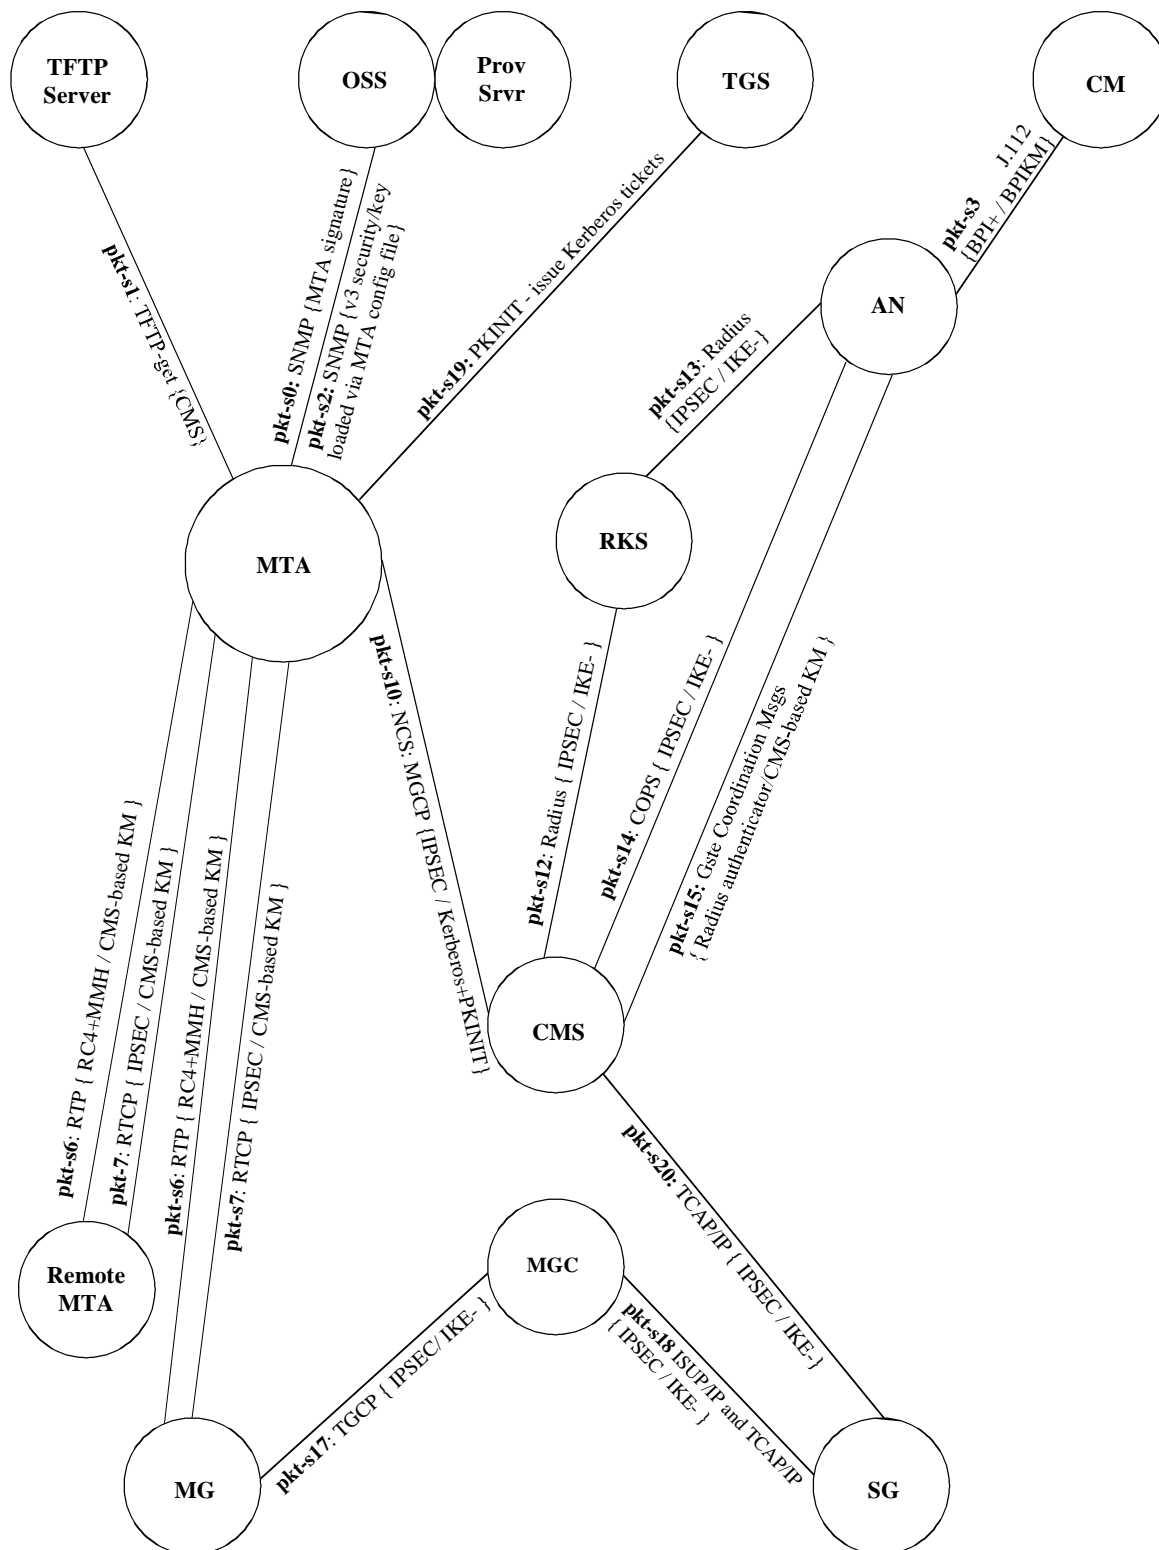 TFTP
Server
OSS
Prov
Srvr
TGS
CM
J.112
pkt-s3
{BPI+ / BPIKM}
pkt-s1: TFTP-get {CMS}
pkt-s0: SNMP {MTA signature}
pkt-s2: SNMP {v3 security/key
loaded via MTA config file}
pkt-s19: PKINIT - issue Kerberos tickets
AN
pkt-s13: Radius
{IPSEC / IKE-}
RKS
MTA
pkt-s10: NCS: MGCP {IPSEC / Kerberos+PKINIT}
pkt-s12: Radius { IPSEC / IKE- }
pkt-s14: COPS { IPSEC / IKE- }
pkt-s15: Gste Coordination Msgs
{ Radius authenticator/CMS-based KM }
pkt-s6: RTP { RC4+MMH / CMS-based KM }
pkt-7: RTCP { IPSEC / CMS-based KM }
pkt-s6: RTP { RC4+MMH / CMS-based KM }
pkt-s7: RTCP { IPSEC / CMS-based KM }
CMS
pkt-s20: TCAP/IP { IPSEC / IKE-}
Remote
MTA
MGC
pkt-s17: TGCP { IPSEC/ IKE- }
pkt-s18 ISUP/IP and TCAP/IP
{ IPSEC / IKE- }
MG
SG